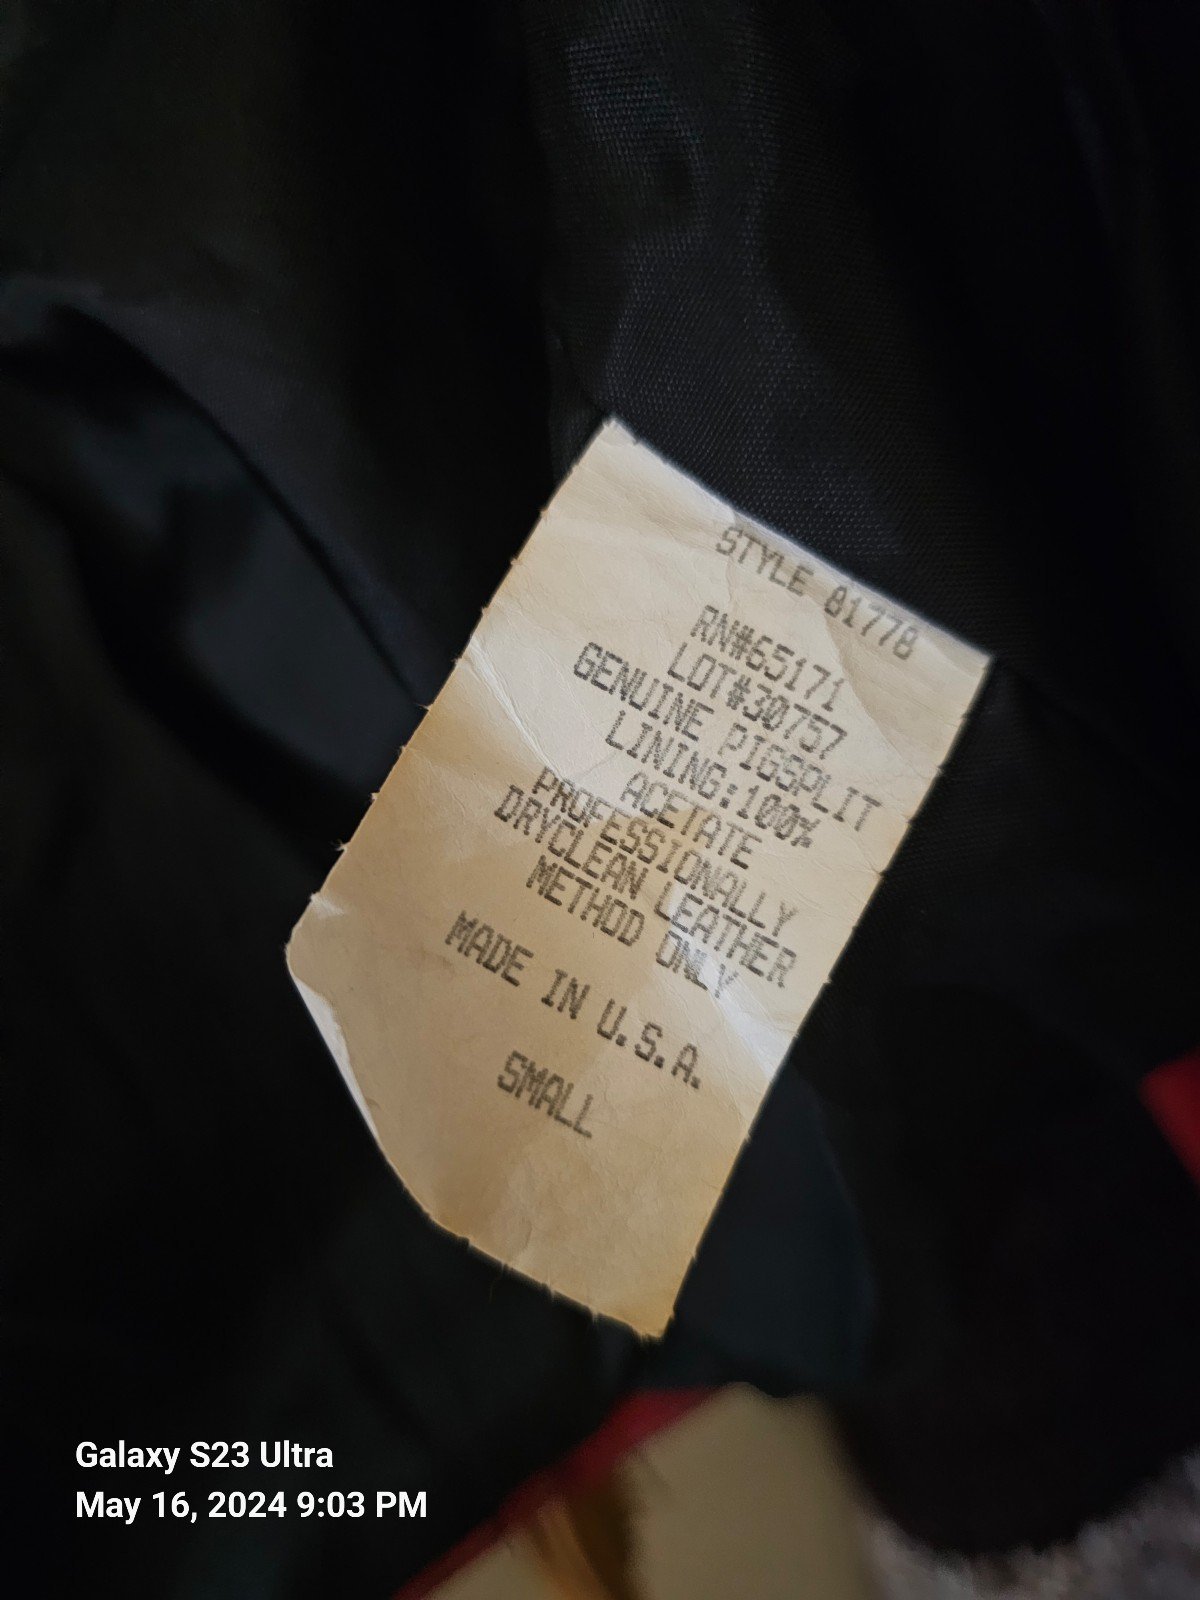 STYLE 81778
RN#65171
LOT#30757
GENUINE PIGSPLIT
LINING:100%
ACETATE
PROFESSIONALLY
DRYCLEAN LEATHER
METHOD ONLY
MADE IN U.S.A.
SMALL
Galaxy S23 Ultra
May 16, 2024 9:03 PM